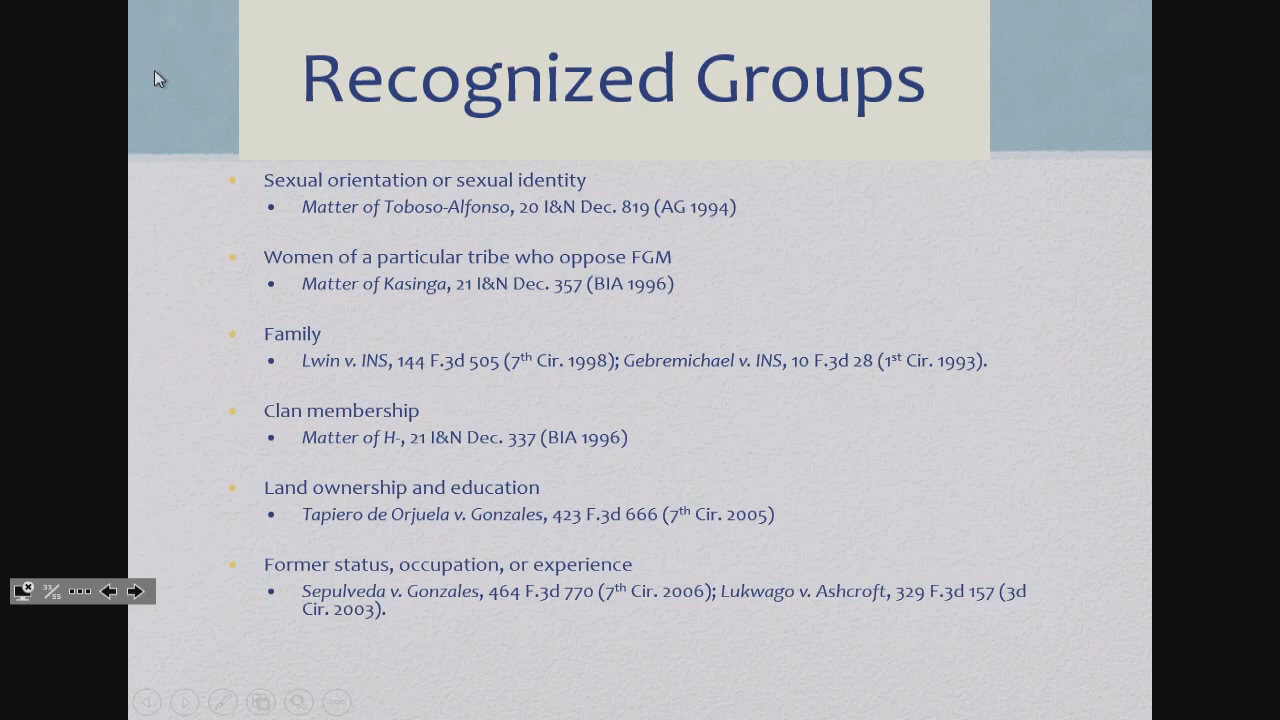 Recognized Groups
• Sexual orientation or sexual identity
• Matter of Toboso-Alfonso, 20 I&N Dec. 819 (AG 1994)
• Women of a particular tribe who oppose FGM
• Matter of Kasinga, 21 I&N Dec. 357 (BIA 1996)
• Family
• Lwin v. INS, 144 F.3d 505 (7th Cir. 1998); Gebremichael v. INS, 10 F.3d 28 (1st Cir. 1993).
• Clan membership
• Matter of H-, 21 I&N Dec. 337 (BIA 1996)
• Land ownership and education
• Tapiero de Orjuela v. Gonzales, 423 F.3d 666 (7th Cir. 2005)
• Former status, occupation, or experience
• Sepulveda v. Gonzales, 464 F.3d 770 (7th Cir. 2006); Lukwago v. Ashcroft, 329 F.3d 157 (3d
Cir. 2003).